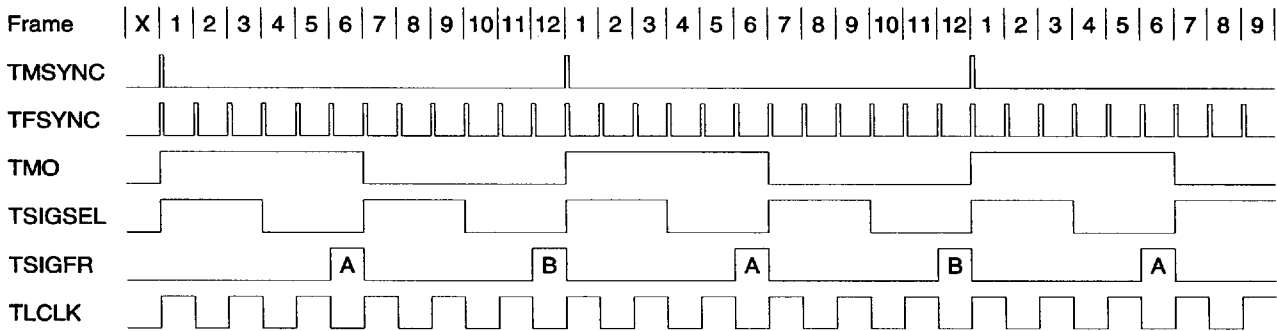 Frame X 1 2 3 4 5 6 7 8 9 10 11 12 1 2 3 4 5 6 7 8 9 10 11 12 1 2 3 4 5 6 7 8 9
TMSYNC
TFSYNC
TMO
TSIGSEL
TSIGFR A B A B A
TLCLK